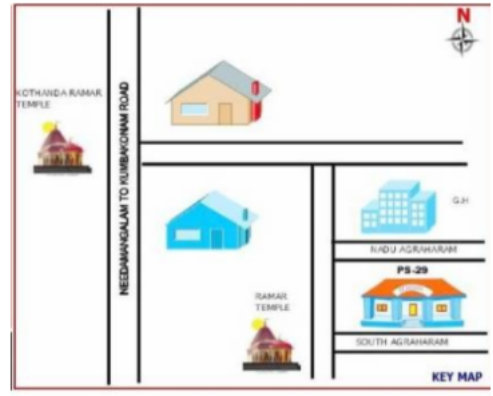 N
KOTHANDA RAMAR
TEMPLE
NEEDAMANGALAM TO KUMBAKONAM ROAD
G.H
NADU AGRAHARAM
PS-29
RAMAR
TEMPLE
SOUTH AGRAHARAM
KEY MAP